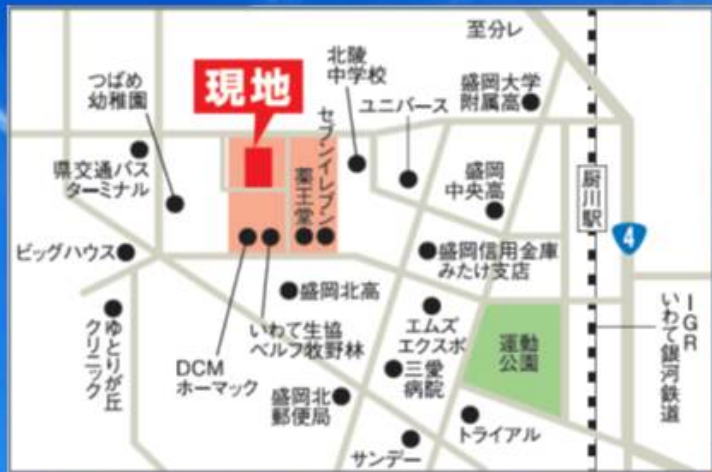 至分レ
つばめ
幼稚園
現地
北陵
中学校
ユニバース
盛岡大学
附属高
県交通バス
ターミナル
セブンイレブン
薬王堂
盛岡
中央高
厨川駅
4
ビッグハウス
盛岡信用金庫
みたけ支店
盛岡北高
ゆとりが丘
クリニック
いわて生協
ベルフ牧野林
エムズ
エクスポ
運動
公園
IGR
いわて銀河鉄道
DCM
ホーマック
三愛
病院
盛岡北
郵便局
トライアル
サンデー